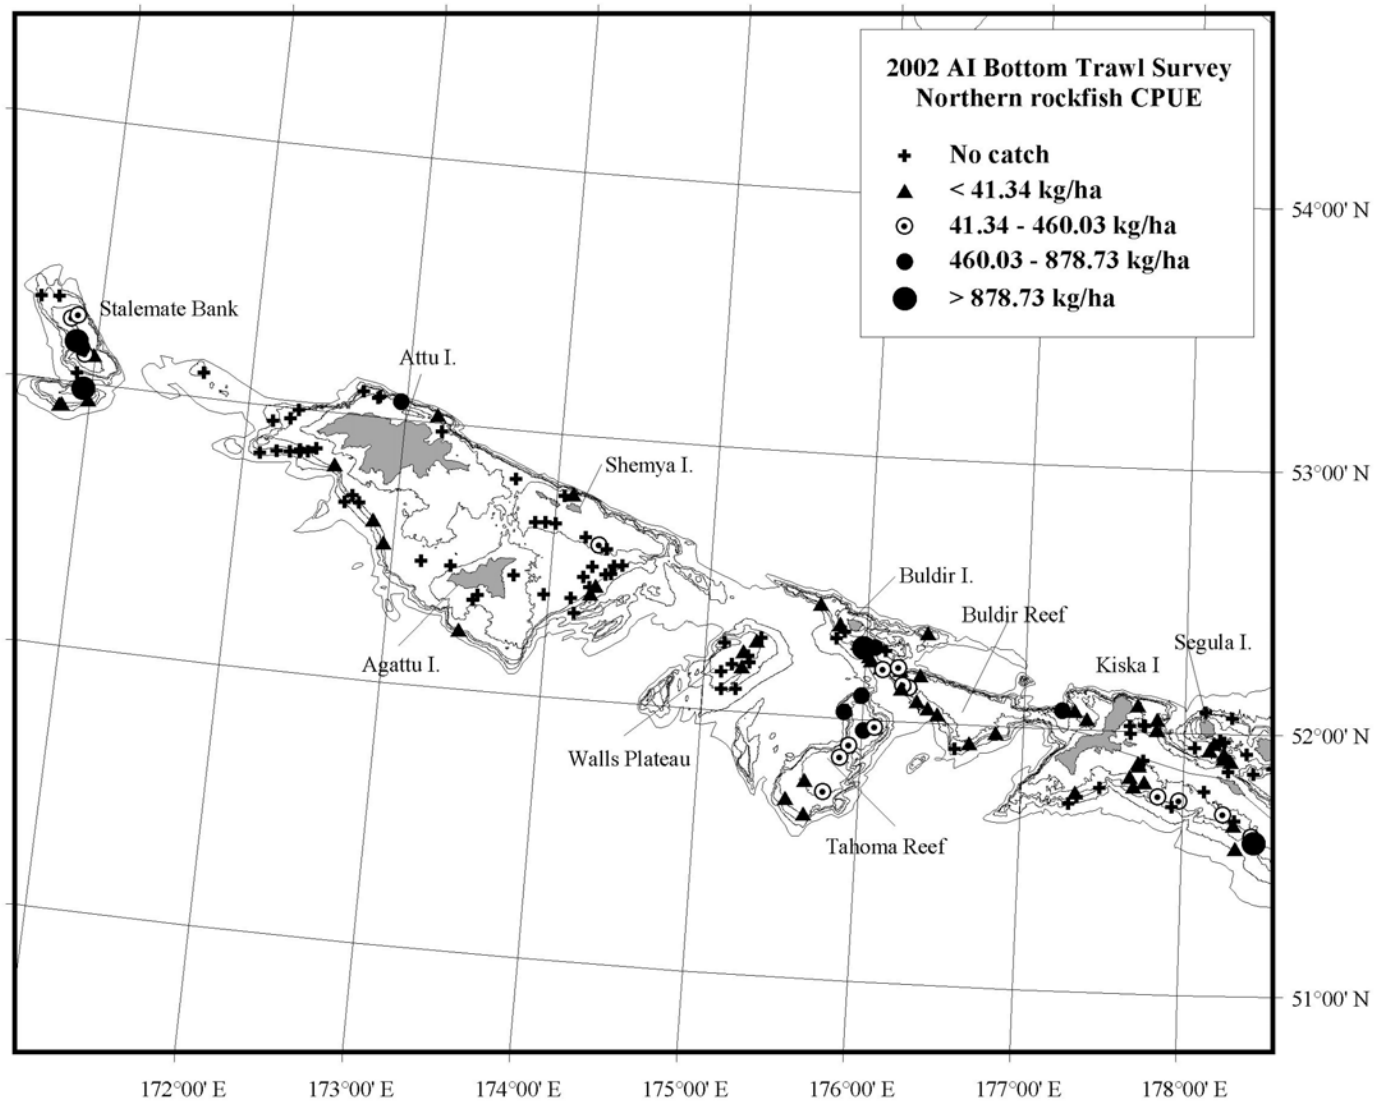 2002 AI Bottom Trawl Survey
Northern rockfish CPUE
No catch
< 41.34 kg/ha
41.34 - 460.03 kg/ha
460.03 - 878.73 kg/ha
> 878.73 kg/ha
54°00' N
Stalemate Bank
Attu I.
Shemya I.
53°00' N
Buldir I.
Buldir Reef
Segula I.
Agattu I.
Kiska I
52°00' N
Walls Plateau
Tahoma Reef
51°00' N
172°00' E 173°00' E 174°00' E 175°00' E 176°00' E 177°00' E 178°00' E